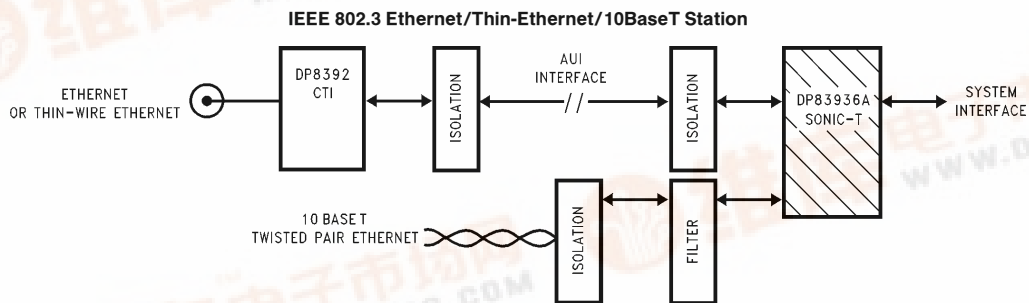 IEEE 802.3 Ethernet/Thin-Ethernet/10BaseT Station
ETHERNET
OR THIN-WIRE ETHERNET
DP8392
CTI
ISOLATION
AUI
INTERFACE
ISOLATION
DP83936A
SONIC-T
SYSTEM
INTERFACE
10 BASE T
TWISTED PAIR ETHERNET
ISOLATION
FILTER